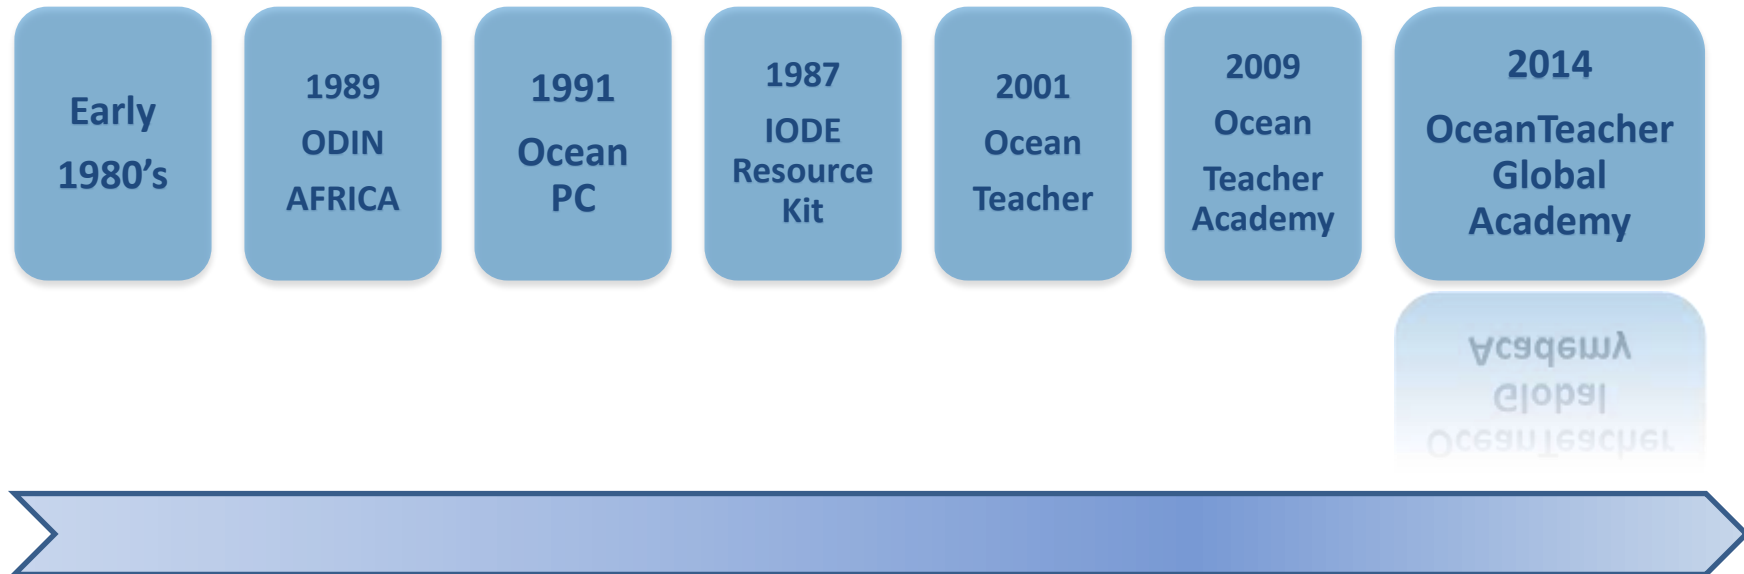 Early
1980’s
1989
ODIN
AFRICA
1991
Ocean
PC
1987
IODE
Resource
Kit
2001
Ocean
Teacher
2009
Ocean
Teacher
Academy
2014
OceanTeacher
Global
Academy